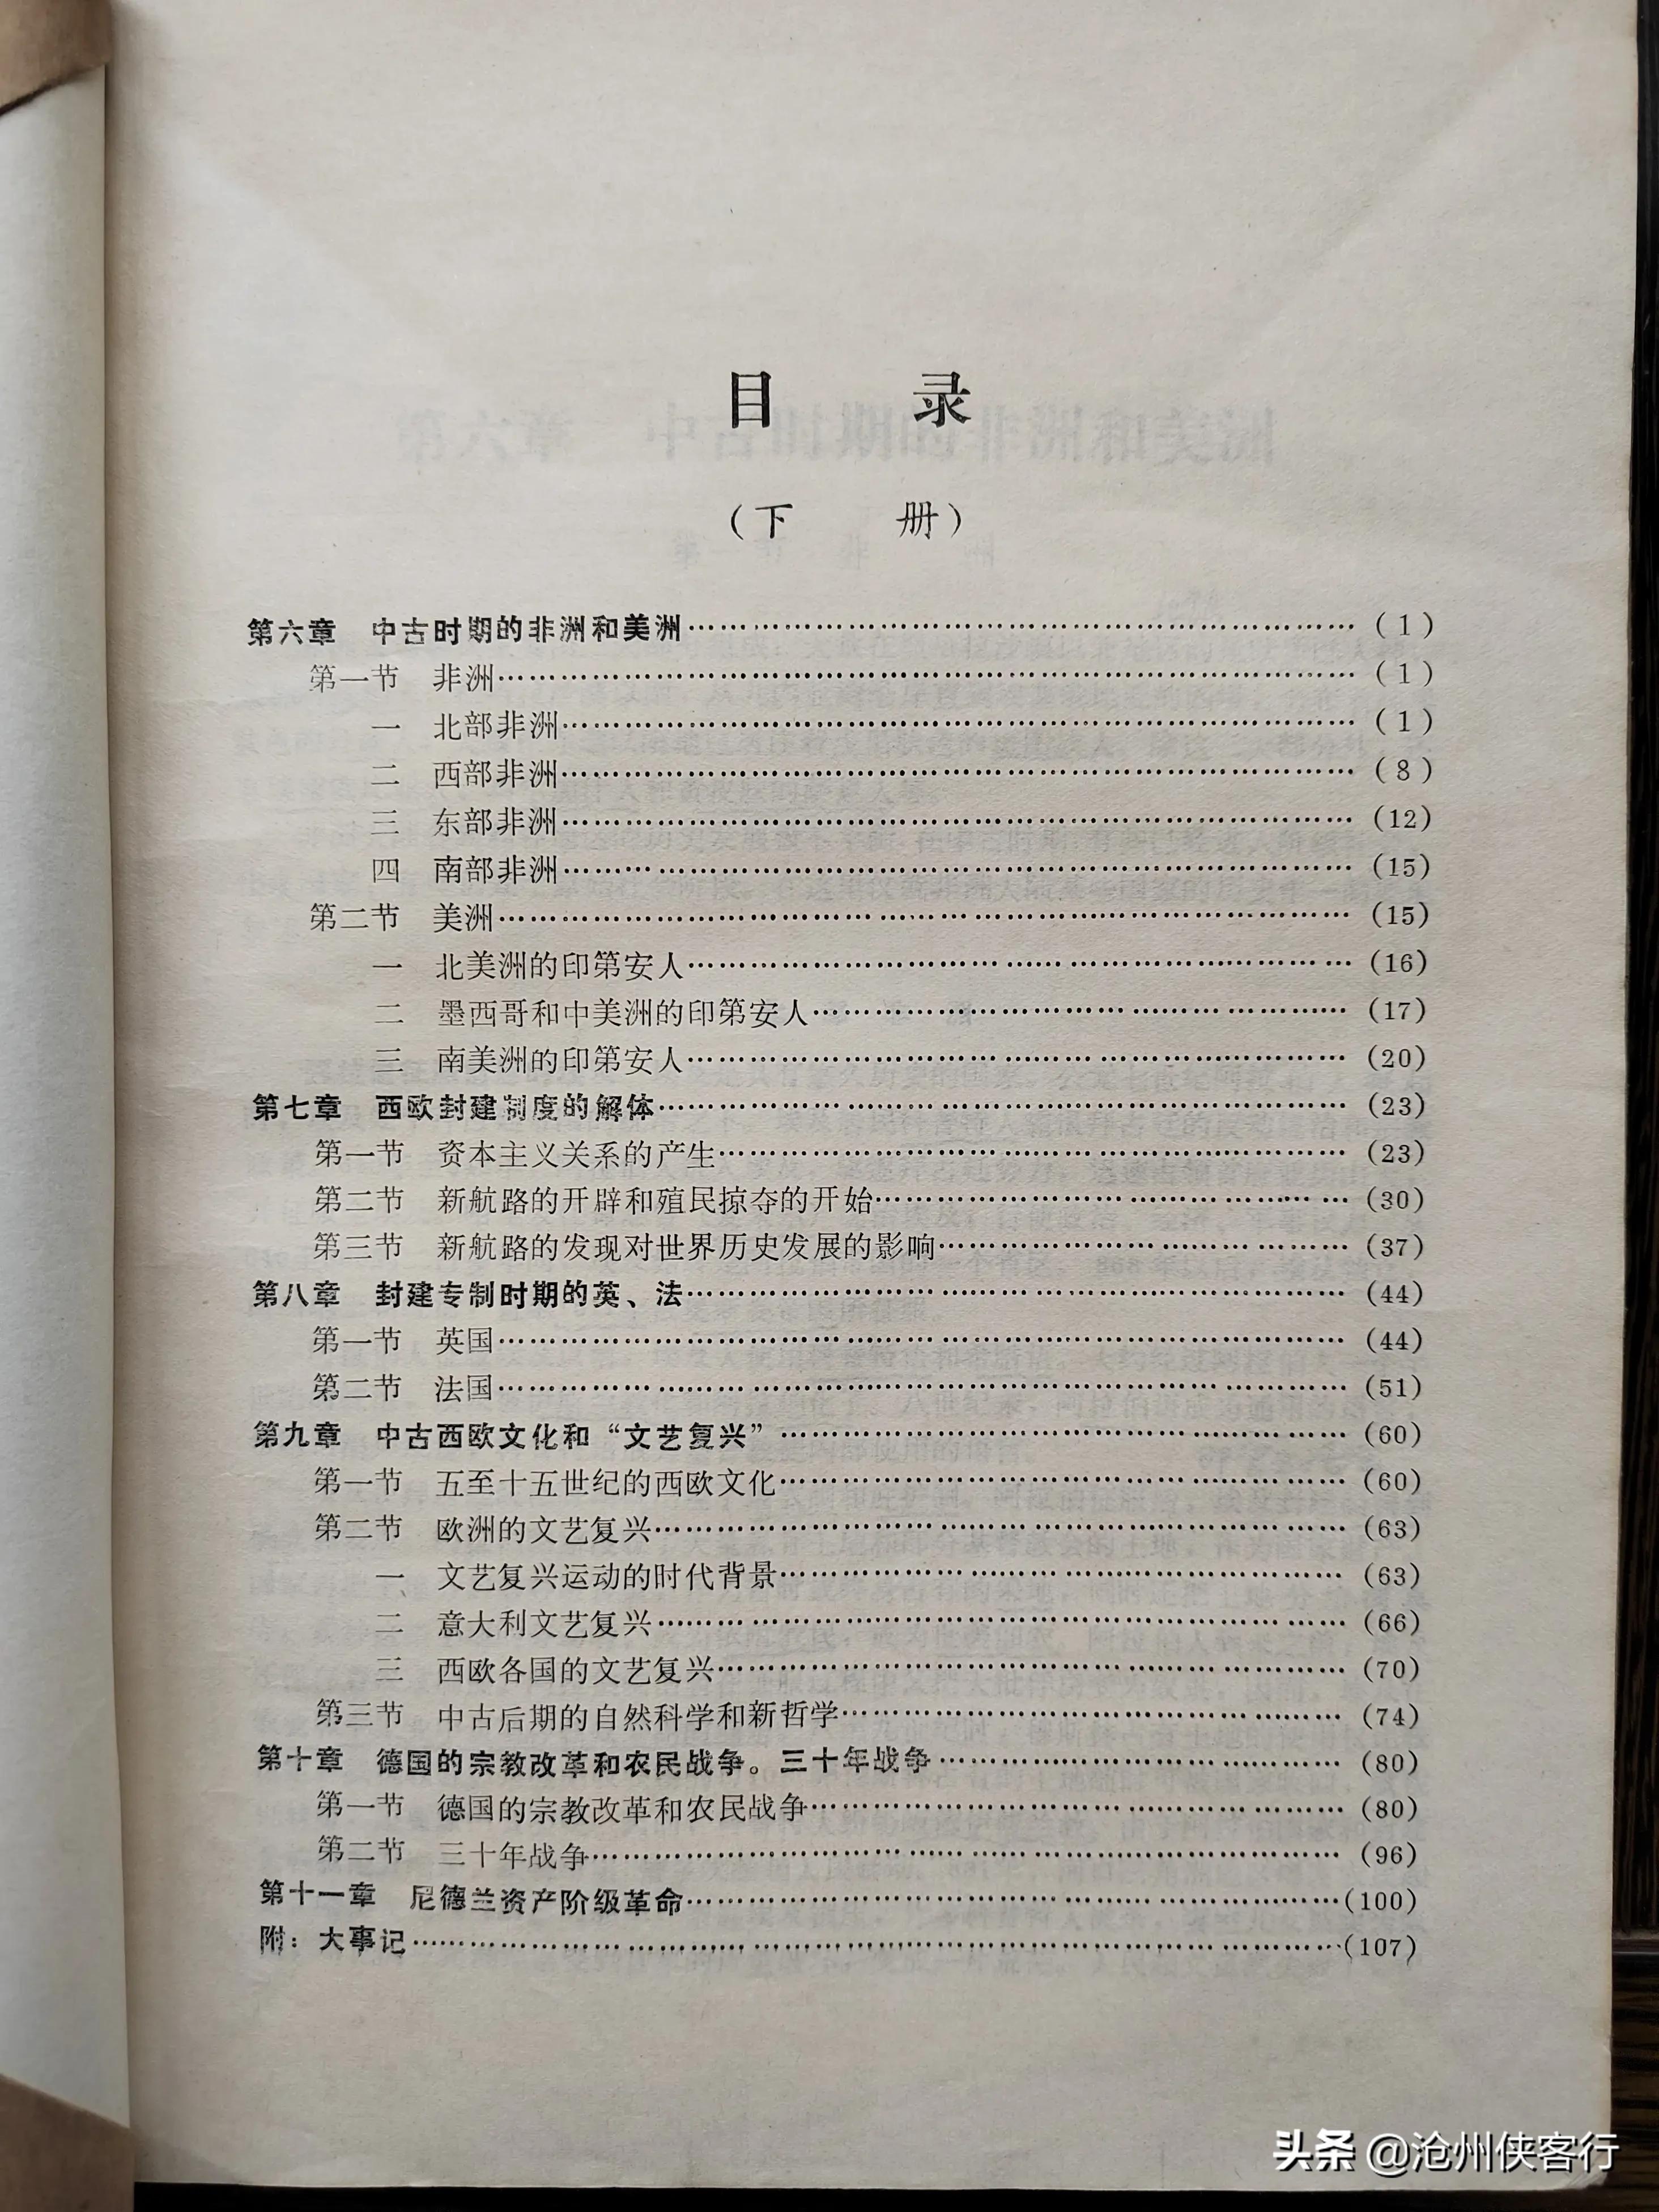 目 录
（下 册）
第六章 中古时期的非洲和美洲……（1）
第一节 非洲……（1）
一 北部非洲……（1）
二 西部非洲……（8）
三 东部非洲……（12）
四 南部非洲……（15）
第二节 美洲……（15）
一 北美洲的印第安人……（16）
二 墨西哥和中美洲的印第安人……（17）
三 南美洲的印第安人……（20）
第七章 西欧封建制度的解体……（23）
第一节 资本主义关系的产生……（23）
第二节 新航路的开辟和殖民掠夺的开始……（30）
第三节 新航路的发现对世界历史发展的影响……（37）
第八章 封建专制时期的英、法……（44）
第一节 英国……（44）
第二节 法国……（51）
第九章 中古西欧文化和“文艺复兴”……（60）
第一节 五至十五世纪的西欧文化……（60）
第二节 欧洲的文艺复兴……（63）
一 文艺复兴运动的时代背景……（63）
二 意大利文艺复兴……（66）
三 西欧各国的文艺复兴……（70）
第三节 中古后期的自然科学和新哲学……（74）
第十章 德国的宗教改革和农民战争。三十年战争……（80）
第一节 德国的宗教改革和农民战争……（80）
第二节 三十年战争……（96）
第十一章 尼德兰资产阶级革命……（100）
附：大事记……（107）
头条 @沧州侠客行